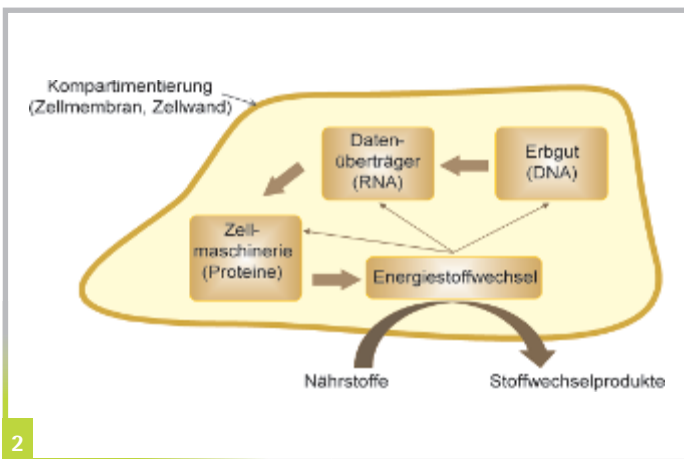 Kompartimentierung
(Zellmembran, Zellwand)
Daten-
überträger
(RNA)
Erbgut
(DNA)
Zell-
maschinerie
(Proteine)
Energiestoffwechsel
Nährstoffe
Stoffwechselprodukte
2